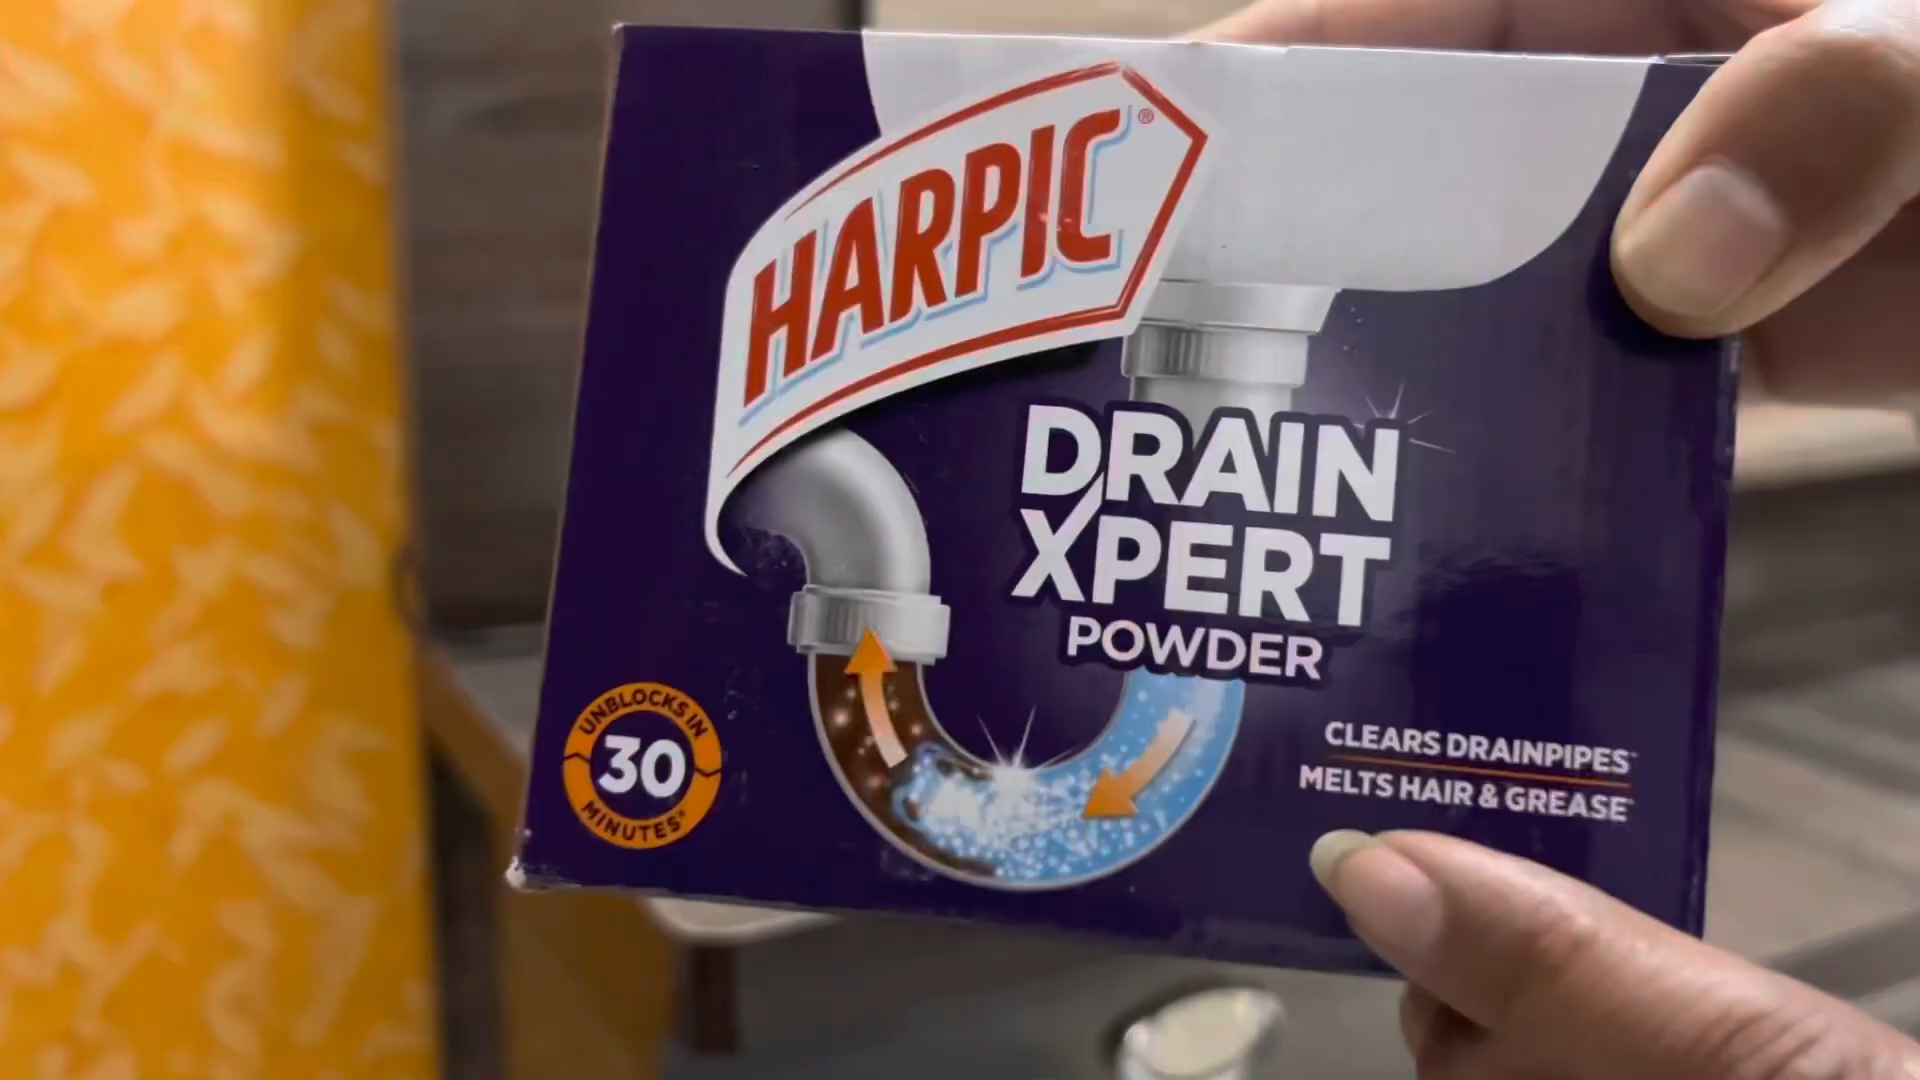 HARPIC®
DRAIN
XPERT
POWDER
UNBLOCKS IN
30
MINUTES*
CLEARS DRAINPIPES*
MELTS HAIR & GREASE*